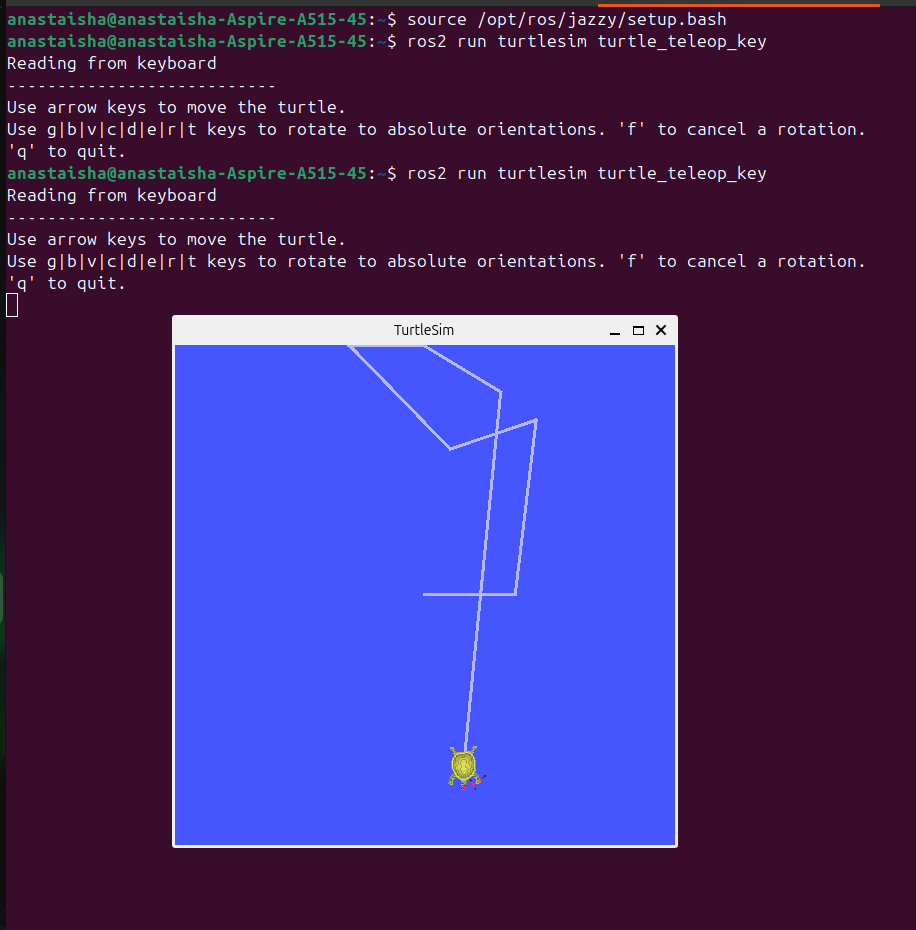 anastaisha@anastaisha-Aspire-A515-45:~$ source /opt/ros/jazzy/setup.bash
anastaisha@anastaisha-Aspire-A515-45:~$ ros2 run turtlesim turtle_teleop_key
Reading from keyboard
---------------------------
Use arrow keys to move the turtle.
Use g|b|v|c|d|e|r|t keys to rotate to absolute orientations. 'f' to cancel a rotation.
'q' to quit.
anastaisha@anastaisha-Aspire-A515-45:~$ ros2 run turtlesim turtle_teleop_key
Reading from keyboard
---------------------------
Use arrow keys to move the turtle.
Use g|b|v|c|d|e|r|t keys to rotate to absolute orientations. 'f' to cancel a rotation.
'q' to quit.
TurtleSim